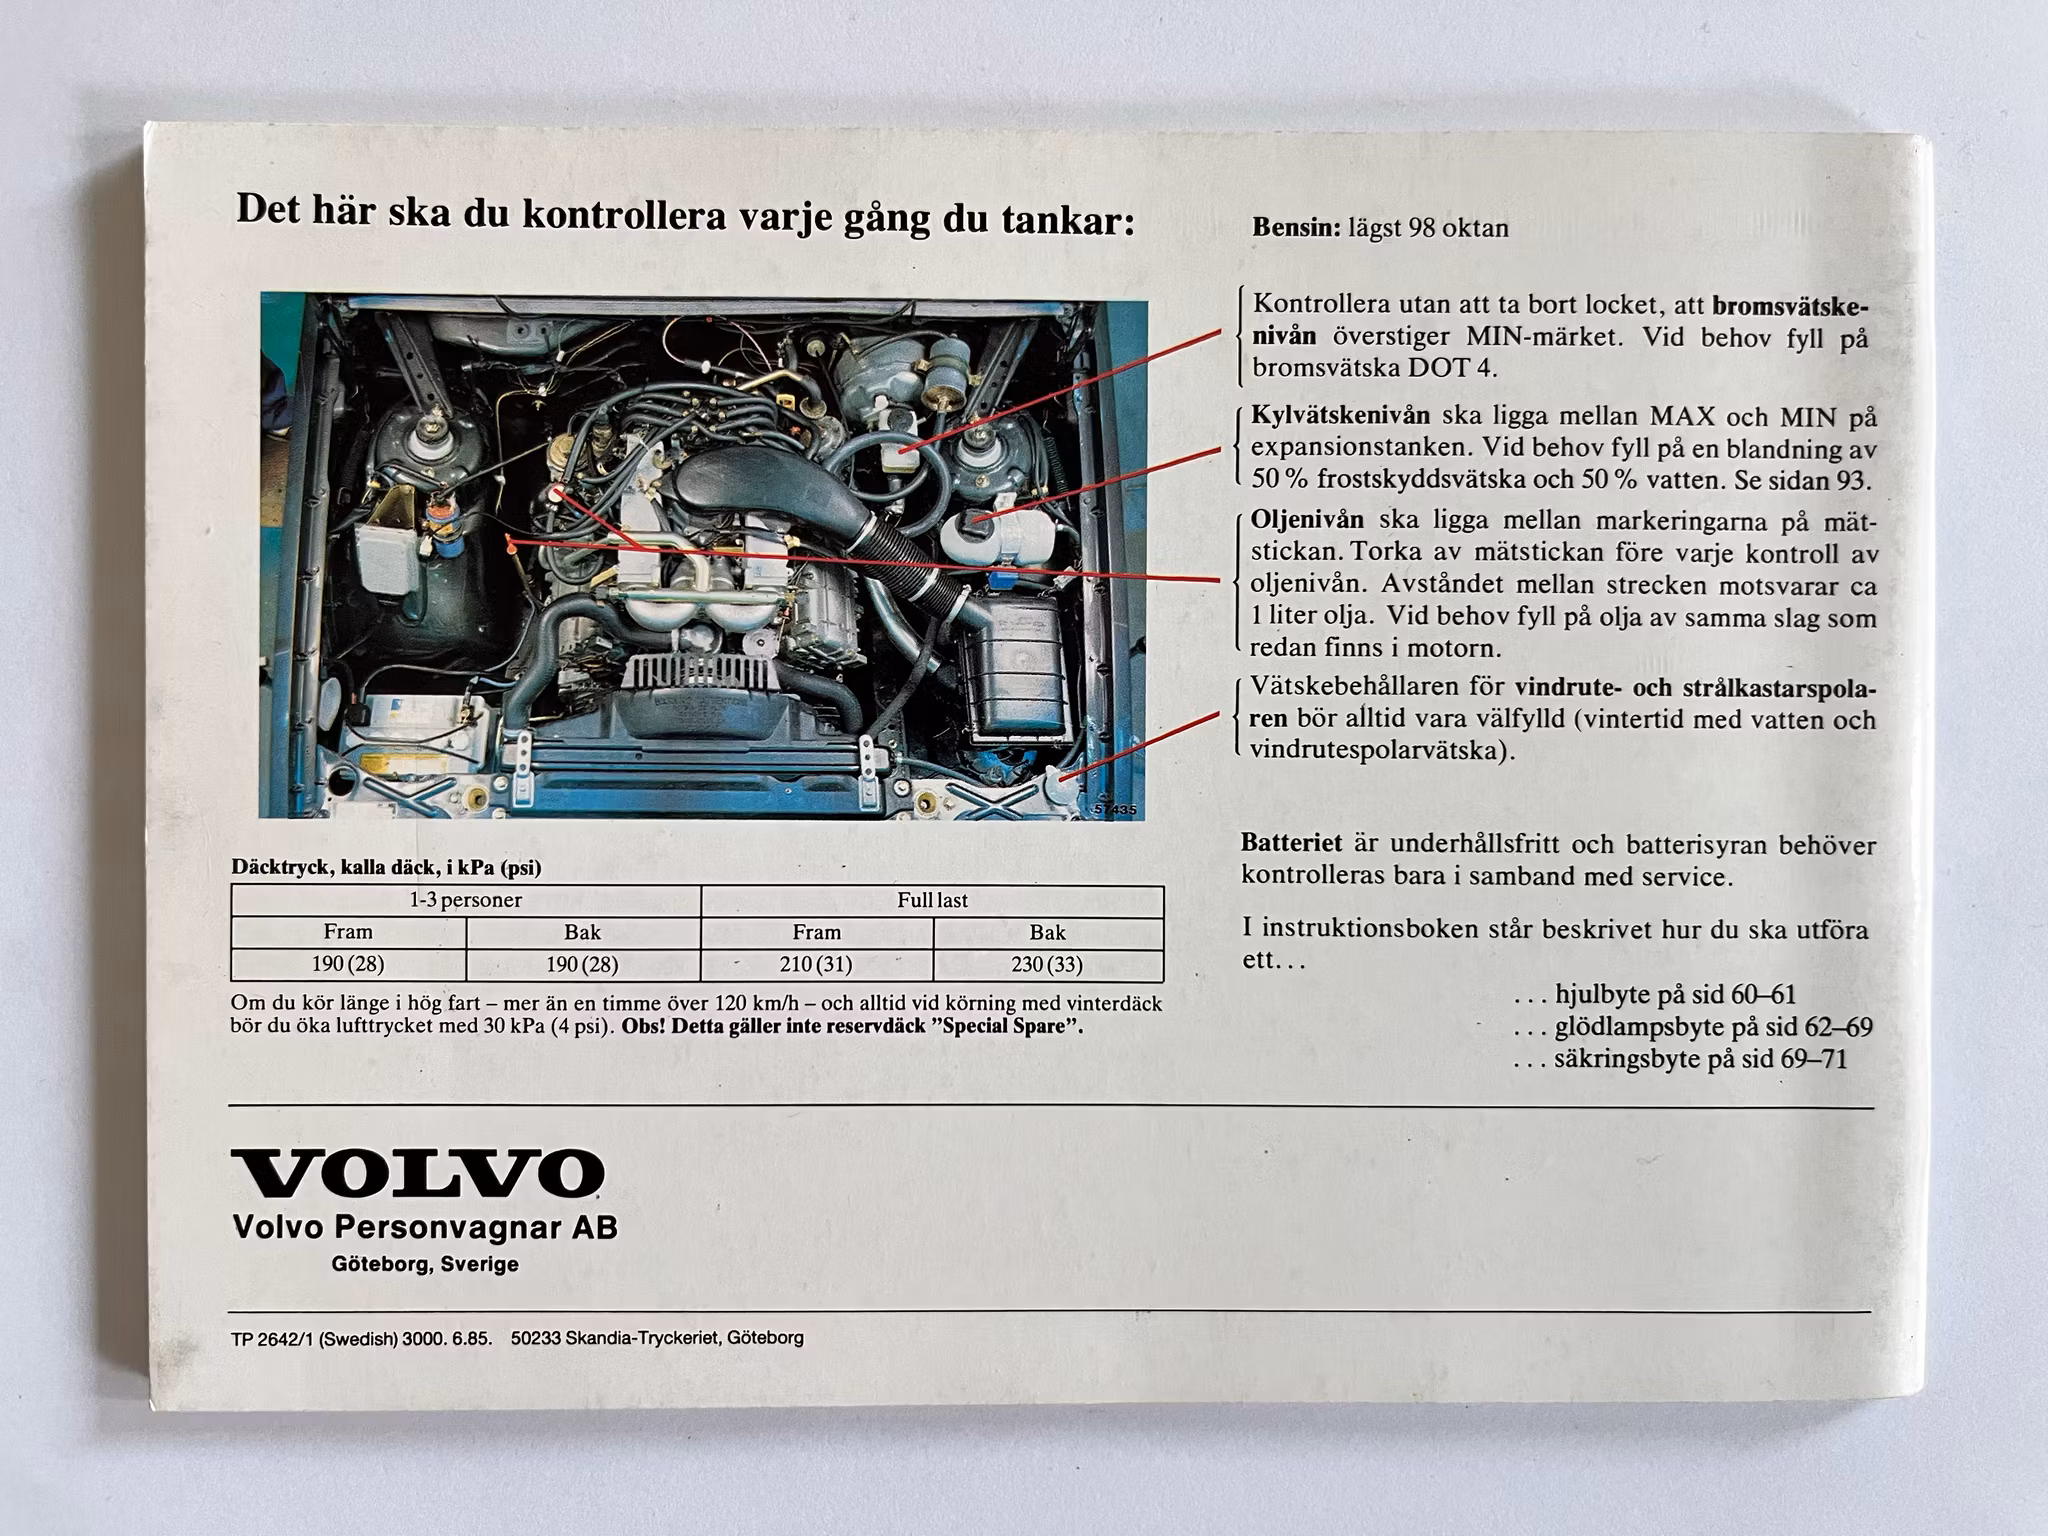 Det här ska du kontrollera varje gång du tankar:
57435
Däcktryck, kalla däck, i kPa (psi)
1-3 personer Full last
Fram Bak Fram Bak
190 (28) 190 (28) 210 (31) 230 (33)
Om du kör länge i hög fart – mer än en timme över 120 km/h – och alltid vid körning med vinterdäck
bör du öka lufttrycket med 30 kPa (4 psi). Obs! Detta gäller inte reservdäck ”Special Spare”.
Bensin: lägst 98 oktan
Kontrollera utan att ta bort locket, att bromsvätske-
nivån överstiger MIN-märket. Vid behov fyll på
bromsvätska DOT 4.
Kylvätskenivån ska ligga mellan MAX och MIN på
expansionstanken. Vid behov fyll på en blandning av
50 % frostskyddsvätska och 50 % vatten. Se sidan 93.
Oljenivån ska ligga mellan markeringarna på mät-
stickan. Torka av mätstickan före varje kontroll av
oljenivån. Avståndet mellan strecken motsvarar ca
1 liter olja. Vid behov fyll på olja av samma slag som
redan finns i motorn.
Vätskebehållaren för vindrute- och strålkastarspola-
ren bör alltid vara välfylld (vintertid med vatten och
vindrutespolarvätska).
Batteriet är underhållsfritt och batterisyran behöver
kontrolleras bara i samband med service.
I instruktionsboken står beskrivet hur du ska utföra
ett...
... hjulbyte på sid 60–61
... glödlampsbyte på sid 62–69
... säkringsbyte på sid 69–71
VOLVO
Volvo Personvagnar AB
Göteborg, Sverige
TP 2642/1 (Swedish) 3000. 6.85. 50233 Skandia-Tryckeriet, Göteborg